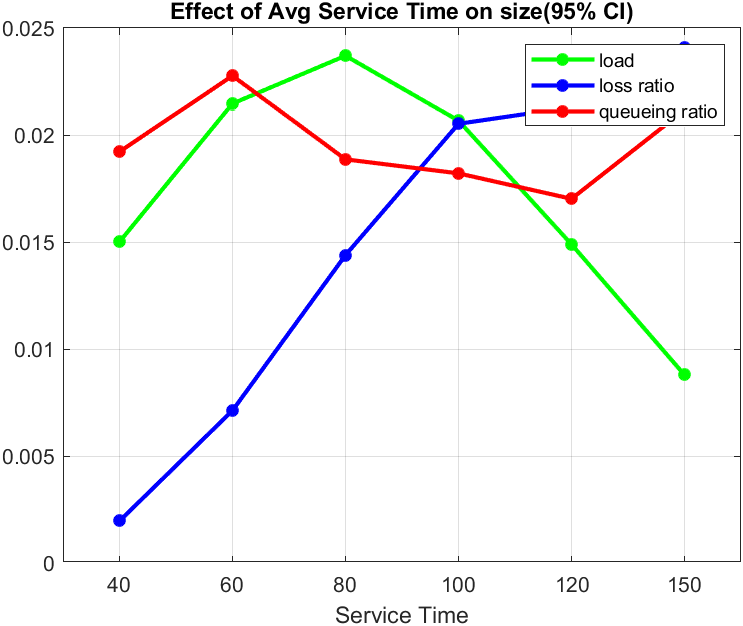 Effect of Avg Service Time on size(95% CI)
0.025
0.02
0.015
0.01
0.005
0
load
loss ratio
queueing ratio
40 60 80 100 120 150
Service Time